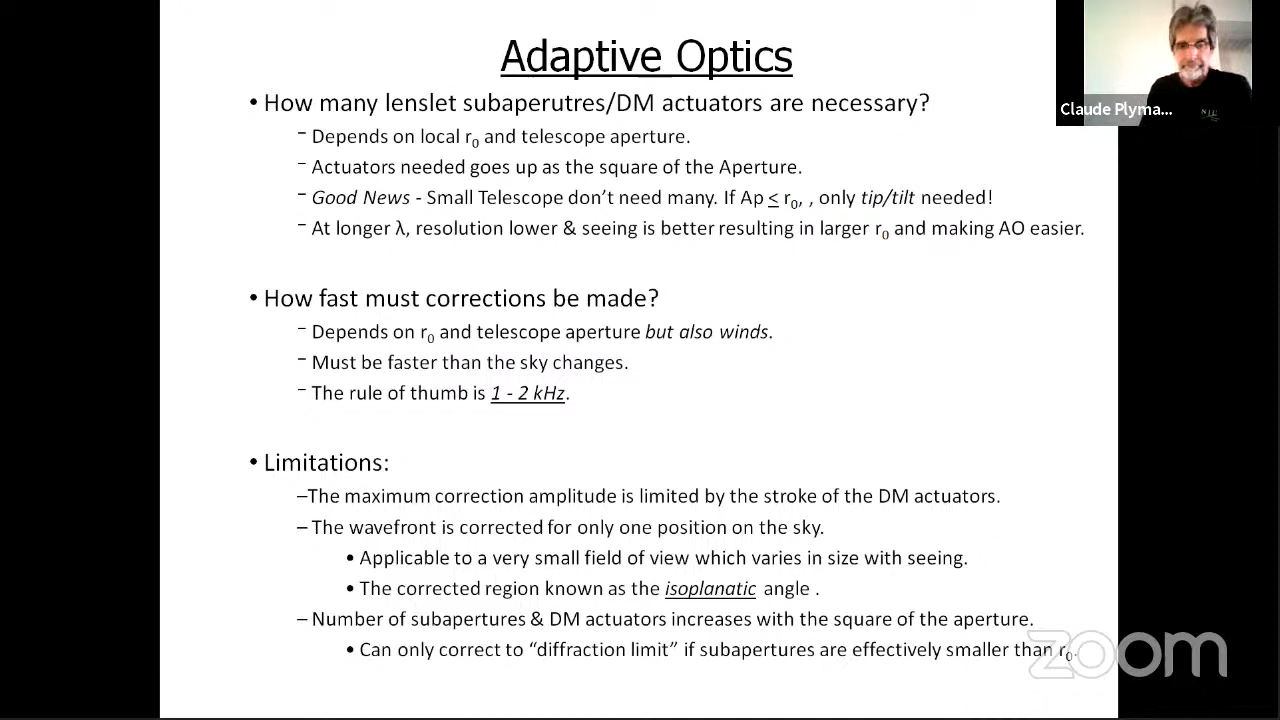 Adaptive Optics
• How many lenslet subaperutres/DM actuators are necessary?
– Depends on local r0 and telescope aperture.
– Actuators needed goes up as the square of the Aperture.
– Good News - Small Telescope don't need many. If Ap ≤ r0, , only tip/tilt needed!
– At longer λ, resolution lower & seeing is better resulting in larger r0 and making AO easier.
• How fast must corrections be made?
– Depends on r0 and telescope aperture but also winds.
– Must be faster than the sky changes.
– The rule of thumb is 1 - 2 kHz.
• Limitations:
–The maximum correction amplitude is limited by the stroke of the DM actuators.
– The wavefront is corrected for only one position on the sky.
• Applicable to a very small field of view which varies in size with seeing.
• The corrected region known as the isoplanatic angle .
– Number of subapertures & DM actuators increases with the square of the aperture.
• Can only correct to “diffraction limit” if subapertures are effectively smaller than r0.
Claude Plyma...
NIU
zoom